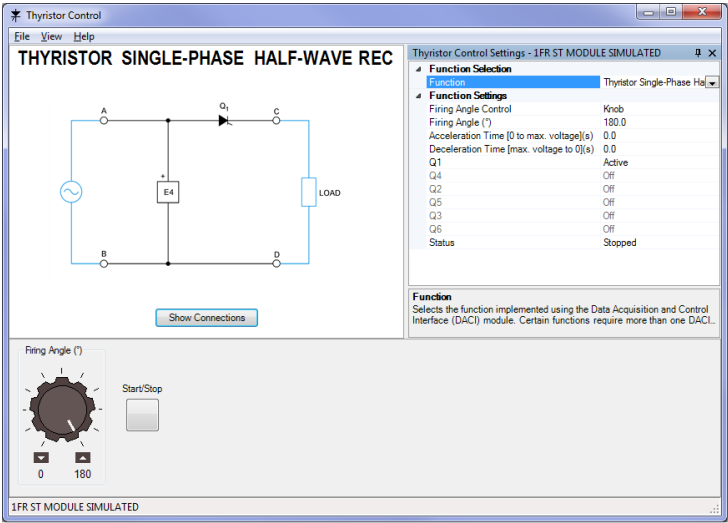 Thyristor Control
File View Help
THYRISTOR SINGLE-PHASE HALF-WAVE REC
A
Q1
C
+
E4
LOAD
B
D
Show Connections
Thyristor Control Settings - 1FR ST MODULE SIMULATED
Function Selection
Function Thyristor Single-Phase Ha
Function Settings
Firing Angle Control Knob
Firing Angle (°) 180.0
Acceleration Time [0 to max. voltage](s) 0.0
Deceleration Time [max. voltage to 0](s) 0.0
Q1 Active
Q4 Off
Q2 Off
Q5 Off
Q3 Off
Q6 Off
Status Stopped
Function
Selects the function implemented using the Data Acquisition and Control
Interface (DACI) module. Certain functions require more than one DACI...
Firing Angle (°)
Start/Stop
0 180
1FR ST MODULE SIMULATED